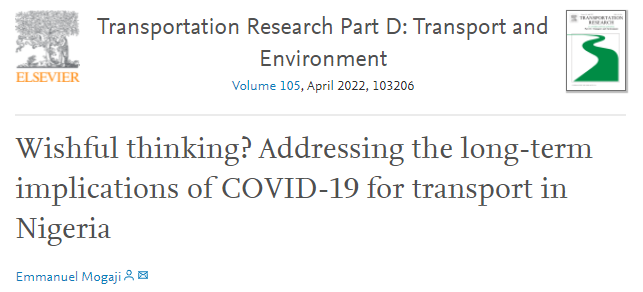 Transportation Research Part D: Transport and
Environment
ELSEVIER
Volume 105, April 2022, 103206
TRANSPORTATION
RESEARCH
Wishful thinking? Addressing the long-term
implications of COVID-19 for transport in
Nigeria
Emmanuel Mogaji